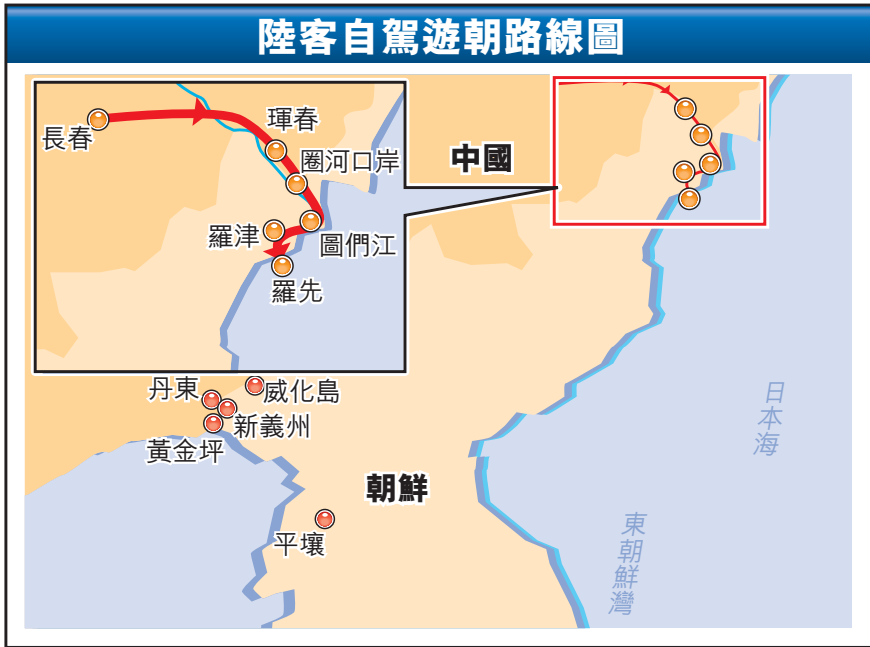 陸客自駕遊朝路線圖
長春
琿春
圈河口岸
中國
羅津
圖們江
羅先
丹東
威化島
新義州
黃金坪
日本海
朝鮮
平壤
東朝鮮灣